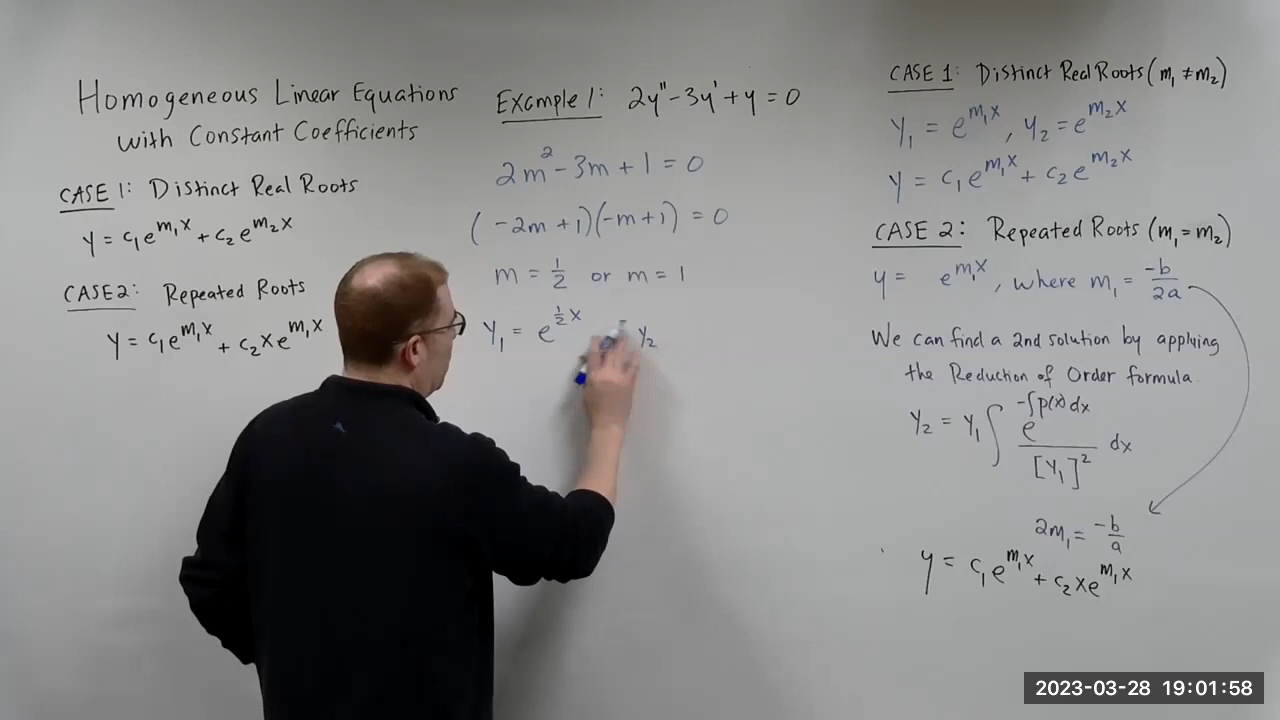 Homogeneous Linear Equations
with Constant Coefficients
CASE 1: Distinct Real Roots
y = c₁e^{m₁x} + c₂e^{m₂x}
CASE 2: Repeated Roots
y = c₁e^{m₁x} + c₂xe^{m₁x}
Example 1: 2y'' - 3y' + y = 0
2m² - 3m + 1 = 0
(-2m + 1)(-m + 1) = 0
m = 1/2 or m = 1
y₁ = e^{1/2 x} y₂
CASE 1: Distinct Real Roots (m₁ ≠ m₂)
y₁ = e^{m₁x}, y₂ = e^{m₂x}
y = c₁e^{m₁x} + c₂e^{m₂x}
CASE 2: Repeated Roots (m₁ = m₂)
y = e^{m₁x}, where m₁ = -b/2a
We can find a 2nd solution by applying
the Reduction of Order formula.
y₂ = y₁ ∫ e^{-∫p(x)dx}/[y₁]² dx
2m₁ = -b/a
y = c₁e^{m₁x} + c₂xe^{m₁x}
2023-03-28 19:01:58